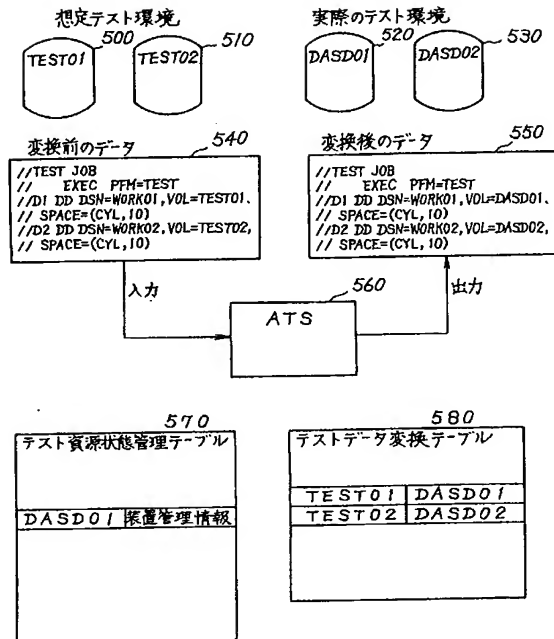 想定テスト環境
500
510
TEST01
TEST02
実際のテスト環境
520
530
DASD01
DASD02
変換前のデータ
540
//TEST JOB
// EXEC PFM=TEST
//D1 DD DSN=WORK01,VOL=TEST01,
// SPACE=(CYL,10)
//D2 DD DSN=WORK02,VOL=TEST02,
// SPACE=(CYL,10)
変換後のデータ
550
//TEST JOB
// EXEC PFM=TEST
//D1 DD DSN=WORK01,VOL=DASD01,
// SPACE=(CYL,10)
//D2 DD DSN=WORK02,VOL=DASD02,
// SPACE=(CYL,10)
入力
560
ATS
出力
570
テスト資源状態管理テーブル
DASD01 装置管理情報
580
テストデータ変換テーブル
TEST01 DASD01
TEST02 DASD02